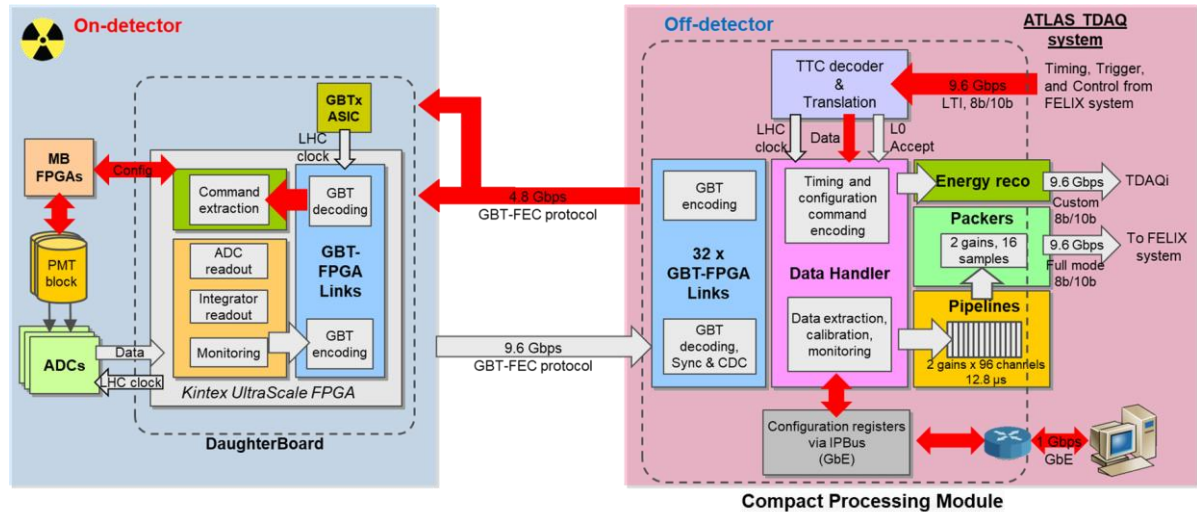 On-detector
GBTx
ASIC
LHC
clock
MB
FPGAs
Config
Command
extraction
GBT
decoding
PMT
block
ADC
readout
Integrator
readout
Monitoring
GBT-
FPGA
Links
GBT
encoding
ADCs
Data
LHC clock
Kintex UltraScale FPGA
DaughterBoard
4.8 Gbps
GBT-FEC protocol
9.6 Gbps
GBT-FEC protocol
Off-detector
ATLAS TDAQ
system
TTC decoder
&
Translation
9.6 Gbps
LTI, 8b/10b
Timing, Trigger,
and Control from
FELIX system
LHC
clock
Data
L0
Accept
GBT
encoding
32 x
GBT-FPGA
Links
GBT
decoding,
Sync & CDC
Timing and
configuration
command
encoding
Data Handler
Data extraction,
calibration,
monitoring
Energy reco
9.6 Gbps
Custom
8b/10b
TDAQi
Packers
2 gains, 16
samples
9.6 Gbps
Full mode
8b/10b
To FELIX
system
Pipelines
2 gains x 96 channels
12.8 µs
Configuration registers
via IPBus
(GbE)
1 Gbps
GbE
Compact Processing Module